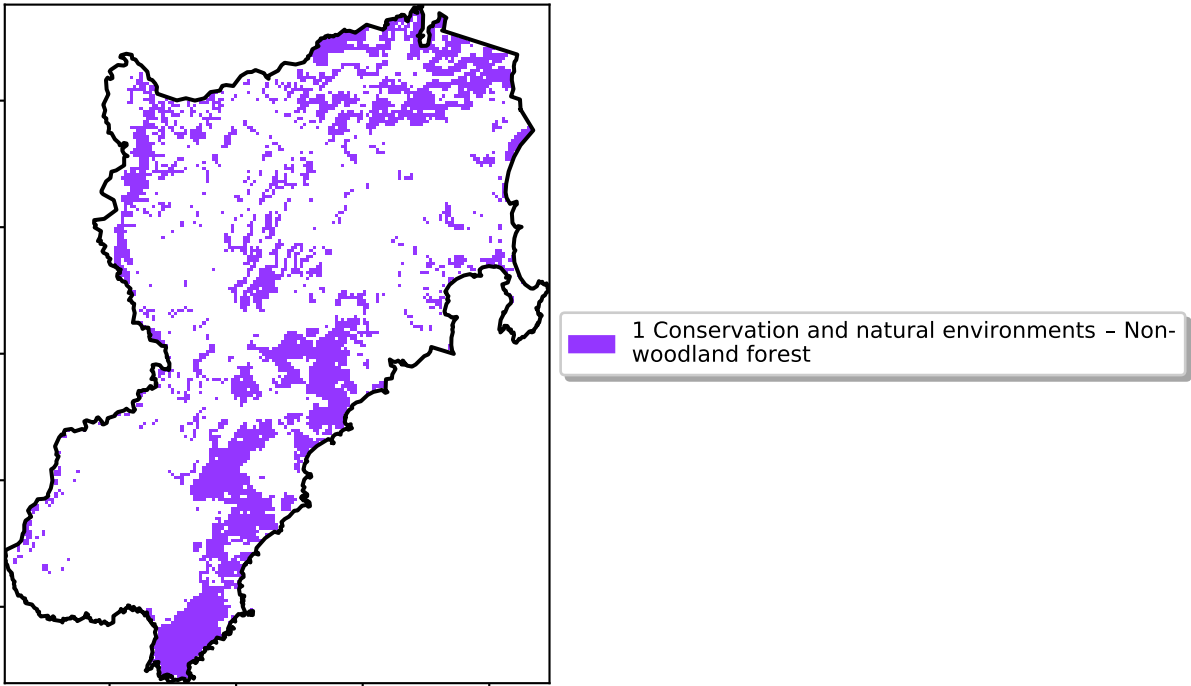 1 Conservation and natural environments – Non-
woodland forest